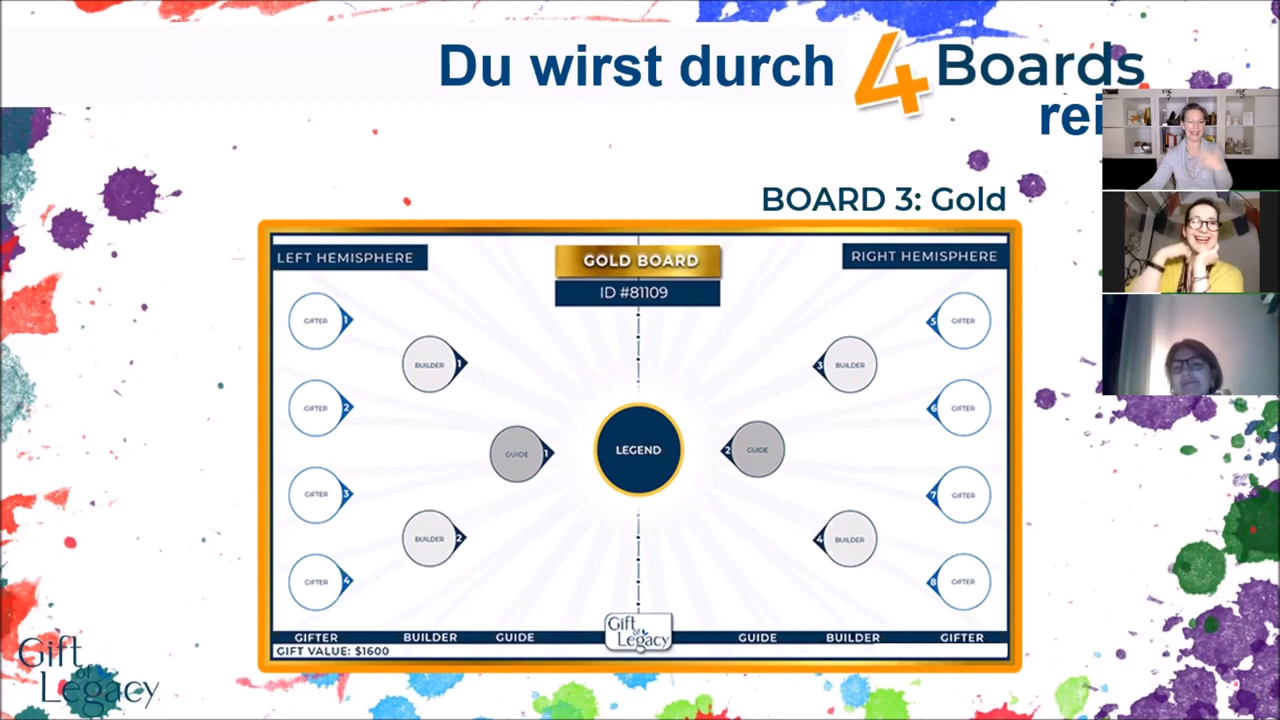 Du wirst durch 4 Boards
rei
BOARD 3: Gold
LEFT HEMISPHERE
GOLD BOARD
RIGHT HEMISPHERE
ID #81109
GIFTER 1
5 GIFTER
BUILDER 1
3 BUILDER
GIFTER 2
6 GIFTER
GUIDE 1
LEGEND
2 GUIDE
GIFTER 3
7 GIFTER
BUILDER 2
4 BUILDER
GIFTER 4
8 GIFTER
Gift
of
Legacy
GIFTER BUILDER GUIDE GUIDE BUILDER GIFTER
GIFT VALUE: $1600
Gift
of
Legacy